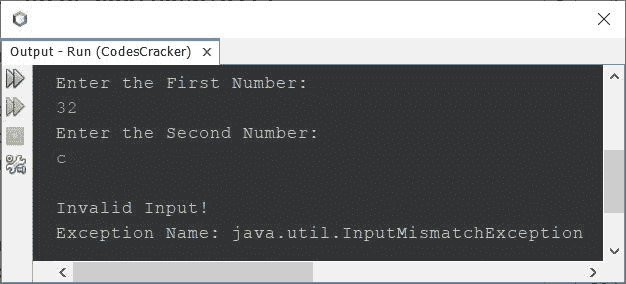 Output - Run (CodesCracker)
Enter the First Number:
32
Enter the Second Number:
c
Invalid Input!
Exception Name: java.util.InputMismatchException